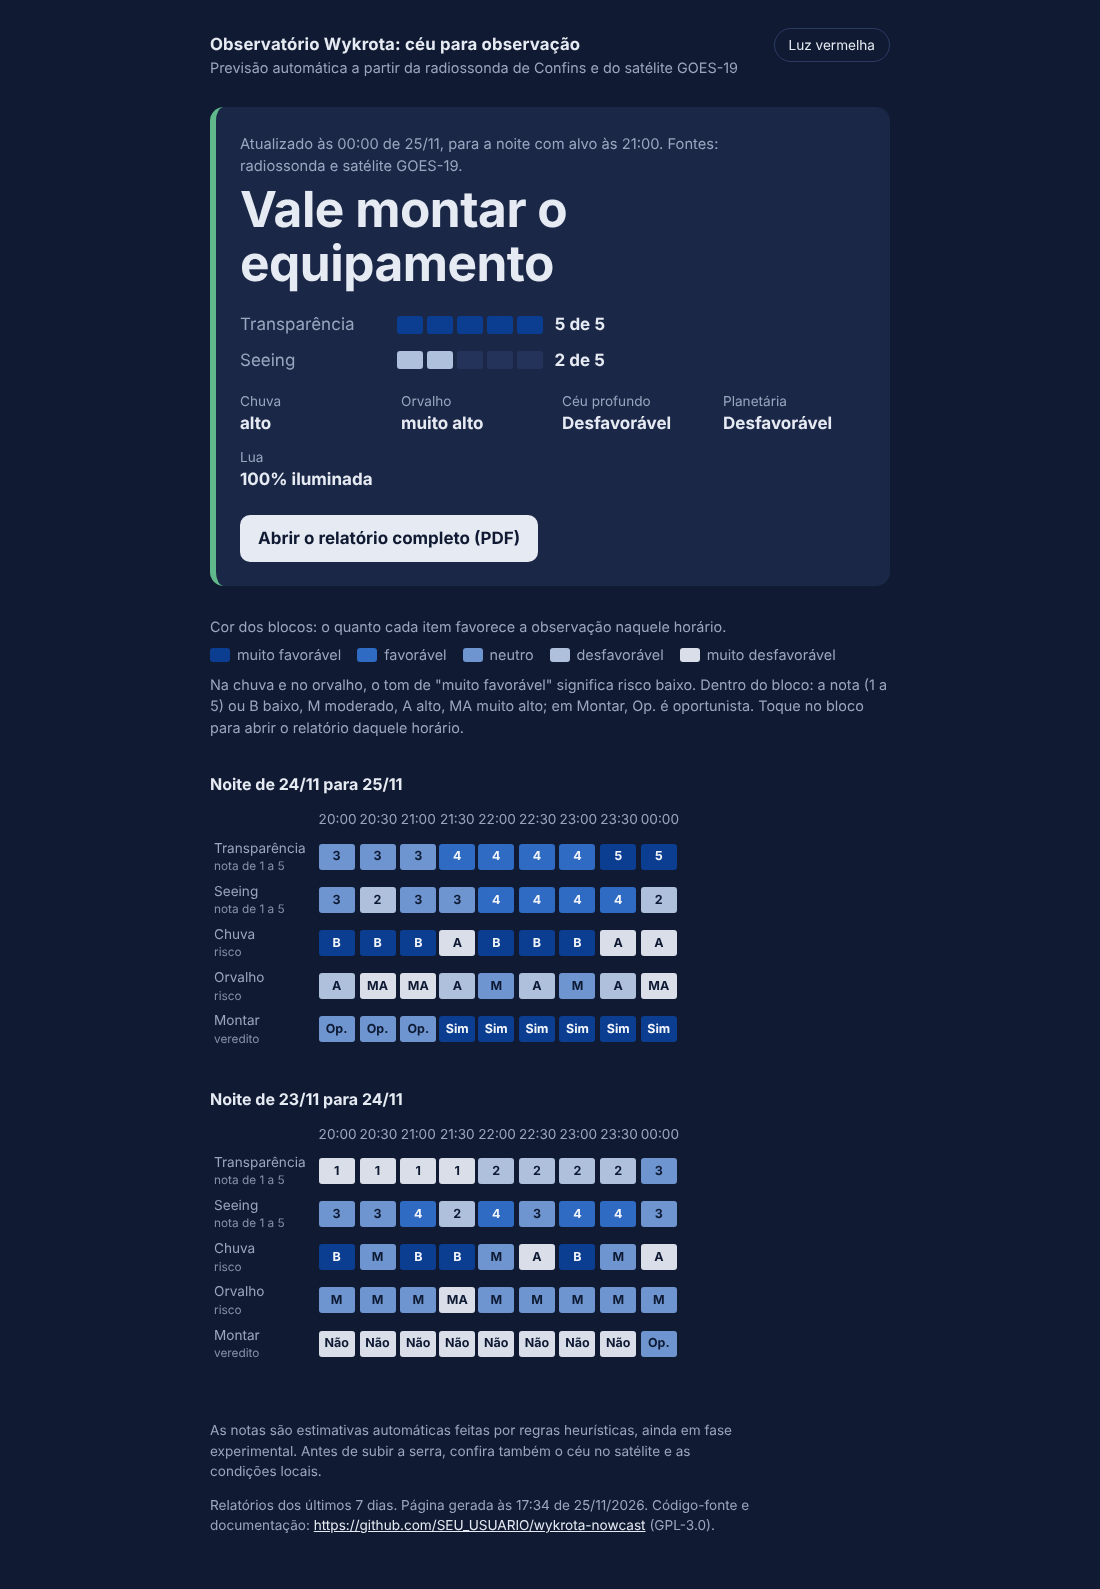 Observatório Wykrota: céu para observação
Luz vermelha
Previsão automática a partir da radiossonda de Confins e do satélite GOES-19
Atualizado às 00:00 de 25/11, para a noite com alvo às 21:00. Fontes:
radiossonda e satélite GOES-19.
Vale montar o
equipamento
Transparência 5 de 5
Seeing 2 de 5
Chuva Orvalho Céu profundo Planetária
alto muito alto Desfavorável Desfavorável
Lua
100% iluminada
Abrir o relatório completo (PDF)
Cor dos blocos: o quanto cada item favorece a observação naquele horário.
muito favorável favorável neutro desfavorável muito desfavorável
Na chuva e no orvalho, o tom de "muito favorável" significa risco baixo. Dentro do bloco: a nota (1 a
5) ou B baixo, M moderado, A alto, MA muito alto; em Montar, Op. é oportunista. Toque no bloco
para abrir o relatório daquele horário.
Noite de 24/11 para 25/11
20:00 20:30 21:00 21:30 22:00 22:30 23:00 23:30 00:00
Transparência 3 3 3 4 4 4 4 5 5
nota de 1 a 5
Seeing 3 2 3 3 4 4 4 4 2
nota de 1 a 5
Chuva B B B A B B B A A
risco
Orvalho A MA MA A M A M A MA
risco
Montar Op. Op. Op. Sim Sim Sim Sim Sim Sim
veredito
Noite de 23/11 para 24/11
20:00 20:30 21:00 21:30 22:00 22:30 23:00 23:30 00:00
Transparência 1 1 1 1 2 2 2 2 3
nota de 1 a 5
Seeing 3 3 4 2 4 3 4 4 3
nota de 1 a 5
Chuva B M B B M A B M A
risco
Orvalho M M M MA M M M M M
risco
Montar Não Não Não Não Não Não Não Não Op.
veredito
As notas são estimativas automáticas feitas por regras heurísticas, ainda em fase
experimental. Antes de subir a serra, confira também o céu no satélite e as
condições locais.
Relatórios dos últimos 7 dias. Página gerada às 17:34 de 25/11/2026. Código-fonte e
documentação: https://github.com/SEU_USUARIO/wykrota-nowcast (GPL-3.0).